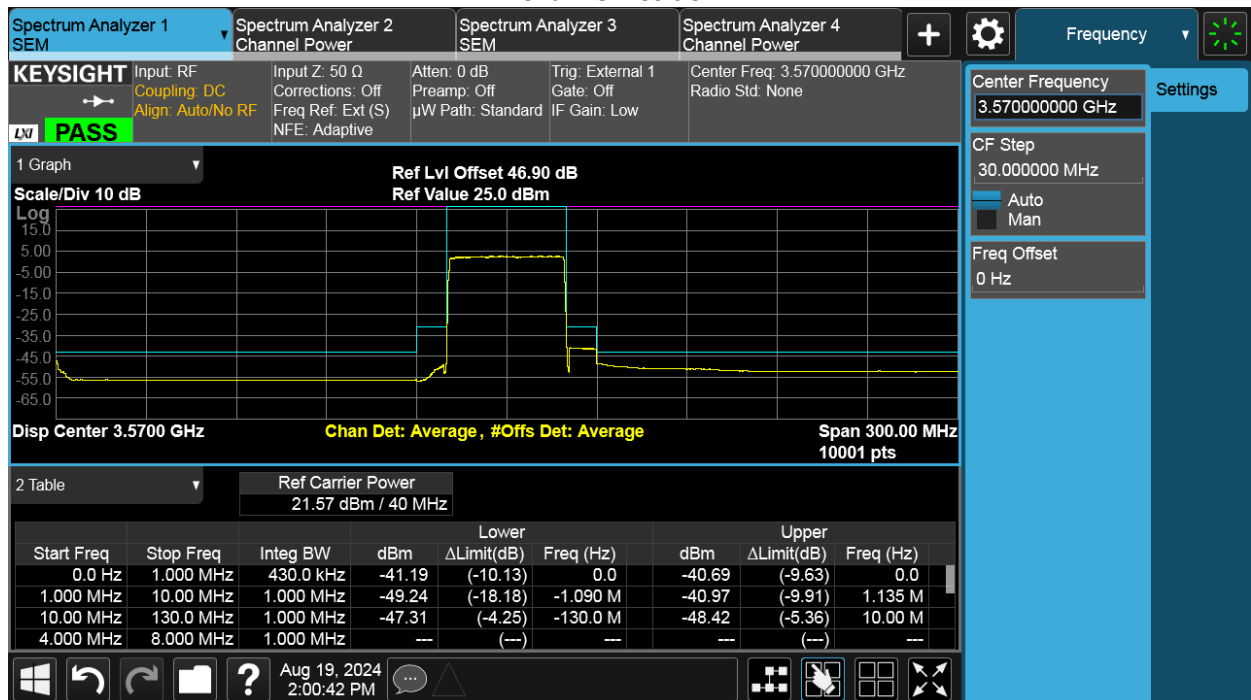 Spectrum Analyzer 1
SEM
Spectrum Analyzer 2
Channel Power
Spectrum Analyzer 3
SEM
Spectrum Analyzer 4
Channel Power
Frequency
KEYSIGHT
LXI
PASS
Input: RF
Coupling: DC
Align: Auto/No RF
Input Z: 50 Ω
Corrections: Off
Freq Ref: Ext (S)
NFE: Adaptive
Atten: 0 dB
Preamp: Off
µW Path: Standard
Trig: External 1
Gate: Off
IF Gain: Low
Center Freq: 3.570000000 GHz
Radio Std: None
Center Frequency
3.570000000 GHz
Settings
CF Step
30.000000 MHz
Auto
Man
Freq Offset
0 Hz
1 Graph
Scale/Div 10 dB
Ref Lvl Offset 46.90 dB
Ref Value 25.0 dBm
Log
15.0
5.00
-5.00
-15.0
-25.0
-35.0
-45.0
-55.0
-65.0
Disp Center 3.5700 GHz
Chan Det: Average , #Offs Det: Average
Span 300.00 MHz
10001 pts
2 Table
Ref Carrier Power
21.57 dBm / 40 MHz
Lower Upper
Start Freq Stop Freq Integ BW dBm ΔLimit(dB) Freq (Hz) dBm ΔLimit(dB) Freq (Hz)
0.0 Hz 1.000 MHz 430.0 kHz -41.19 (-10.13) 0.0 -40.69 (-9.63) 0.0
1.000 MHz 10.00 MHz 1.000 MHz -49.24 (-18.18) -1.090 M -40.97 (-9.91) 1.135 M
10.00 MHz 130.0 MHz 1.000 MHz -47.31 (-4.25) -130.0 M -48.42 (-5.36) 10.00 M
4.000 MHz 8.000 MHz 1.000 MHz --- (---) --- --- (---) ---
Aug 19, 2024
2:00:42 PM